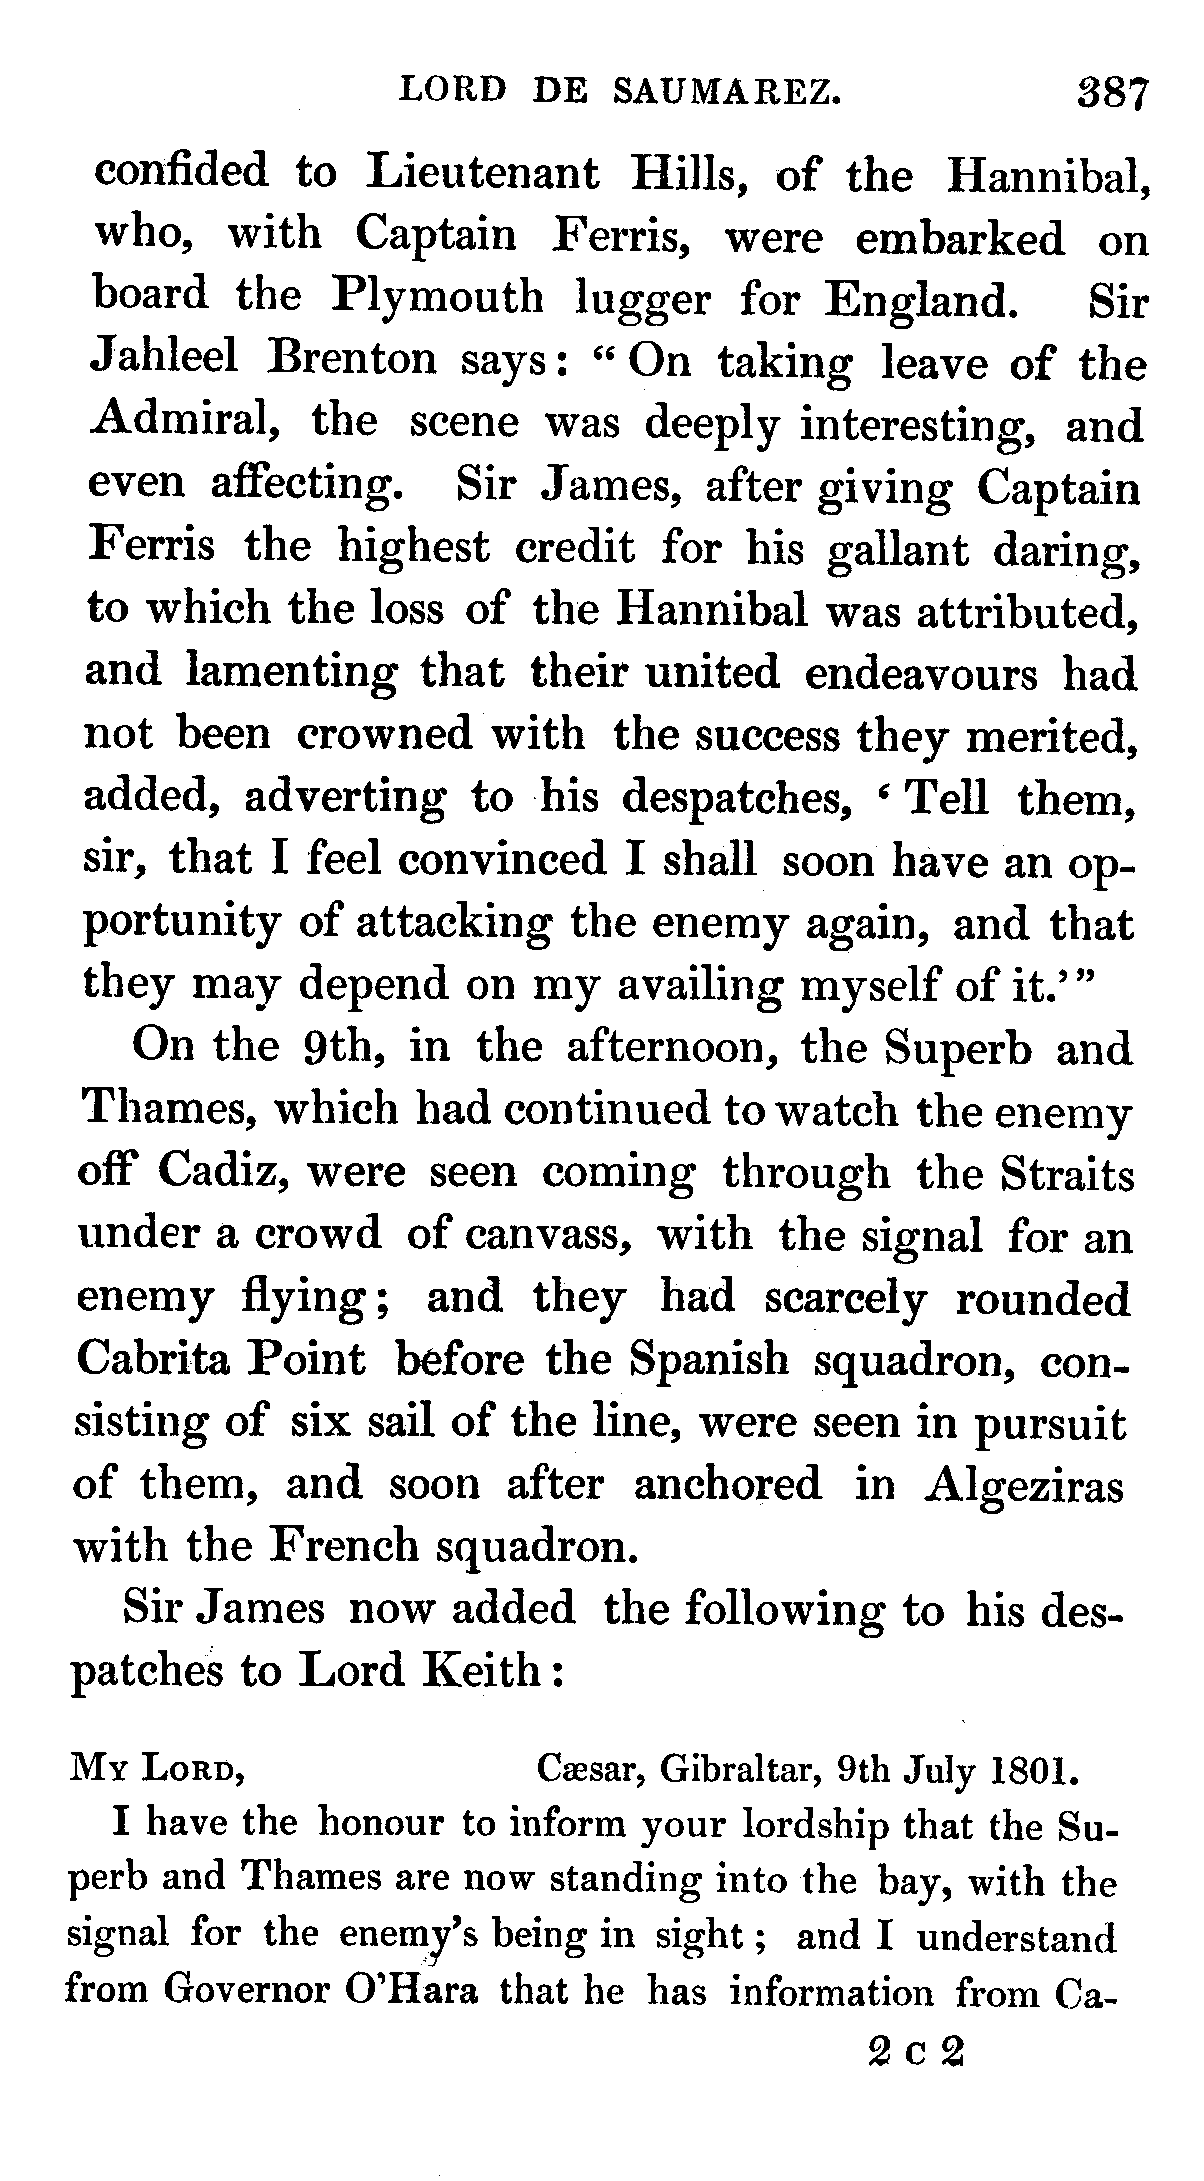 LORD DE SAUMAREZ. 387
confided to Lieutenant Hills, of the Hannibal,
who, with Captain Ferris, were embarked on
board the Plymouth lugger for England. Sir
Jahleel Brenton says: “ On taking leave of the
Admiral, the scene was deeply interesting, and
even affecting. Sir James, after giving Captain
Ferris the highest credit for his gallant daring,
to which the loss of the Hannibal was attributed,
and lamenting that their united endeavours had
not been crowned with the success they merited,
added, adverting to his despatches, ‘ Tell them,
sir, that I feel convinced I shall soon have an op-
portunity of attacking the enemy again, and that
they may depend on my availing myself of it.’”
On the 9th, in the afternoon, the Superb and
Thames, which had continued to watch the enemy
off Cadiz, were seen coming through the Straits
under a crowd of canvass, with the signal for an
enemy flying; and they had scarcely rounded
Cabrita Point before the Spanish squadron, con-
sisting of six sail of the line, were seen in pursuit
of them, and soon after anchored in Algeziras
with the French squadron.
Sir James now added the following to his des-
patches to Lord Keith:
MY LORD, Cæsar, Gibraltar, 9th July 1801.
I have the honour to inform your lordship that the Su-
perb and Thames are now standing into the bay, with the
signal for the enemy’s being in sight; and I understand
from Governor O’Hara that he has information from Ca-
2 C 2